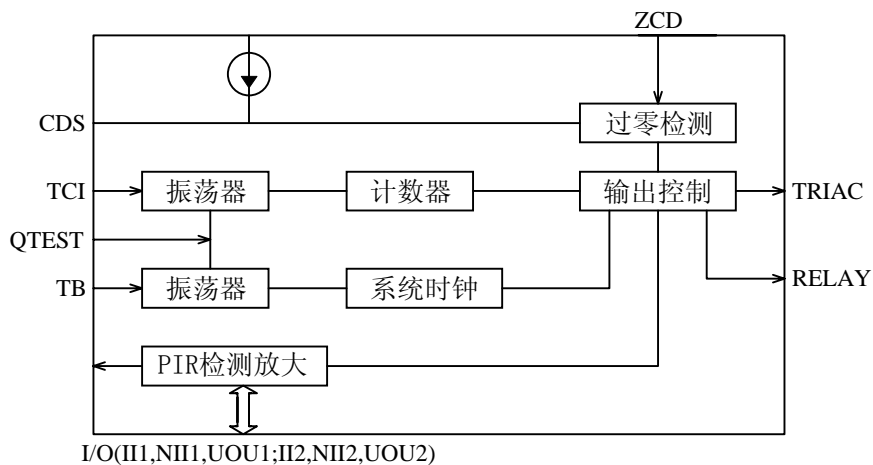 ZCD
CDS
过零检测
TCI
振荡器
计数器
输出控制
TRIAC
QTEST
TB
振荡器
系统时钟
RELAY
PIR检测放大
I/O(II1,NII1,UOU1;II2,NII2,UOU2)